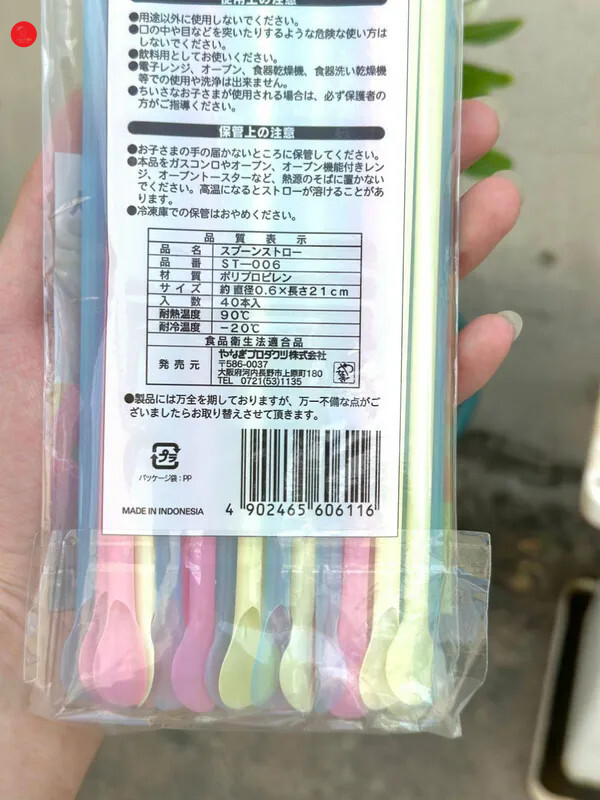 使用上の注意
●用途以外に使用しないでください。
●口の中や目などを突いたりするような危険な使い方は
しないでください。
●飲料用としてお使いください。
●電子レンジ、オーブン、食器乾燥機、食器洗い乾燥機
等での使用や洗浄は出来ません。
●ちいさなお子さまが使用される場合は、必ず保護者の
方がご指導ください。
保管上の注意
●お子さまの手の届かないところに保管してください。
●本品をガスコンロやオーブン、オーブン機能付きレン
ジ、オーブントースターなど、熱源のそばに置かない
でください。高温になるとストローが溶けることがあ
ります。
●冷凍庫での保管はおやめください。
品質表示
品名 スプーンストロー
品番 ST-006
材質 ポリプロピレン
サイズ 約 直径0.6×長さ21cm
入数 40本入
耐熱温度 90℃
耐冷温度 -20℃
食品衛生法適合品
発売元 やなぎプロダクツ株式会社
〒586-0037
大阪府河内長野市上原町180
TEL 0721(53)1135
やなぎ
●製品には万全を期しておりますが、万一不備な点がご
ざいましたらお取り替えさせて頂きます。
プラ
パッケージ袋：PP
MADE IN INDONESIA
4 902465 606116